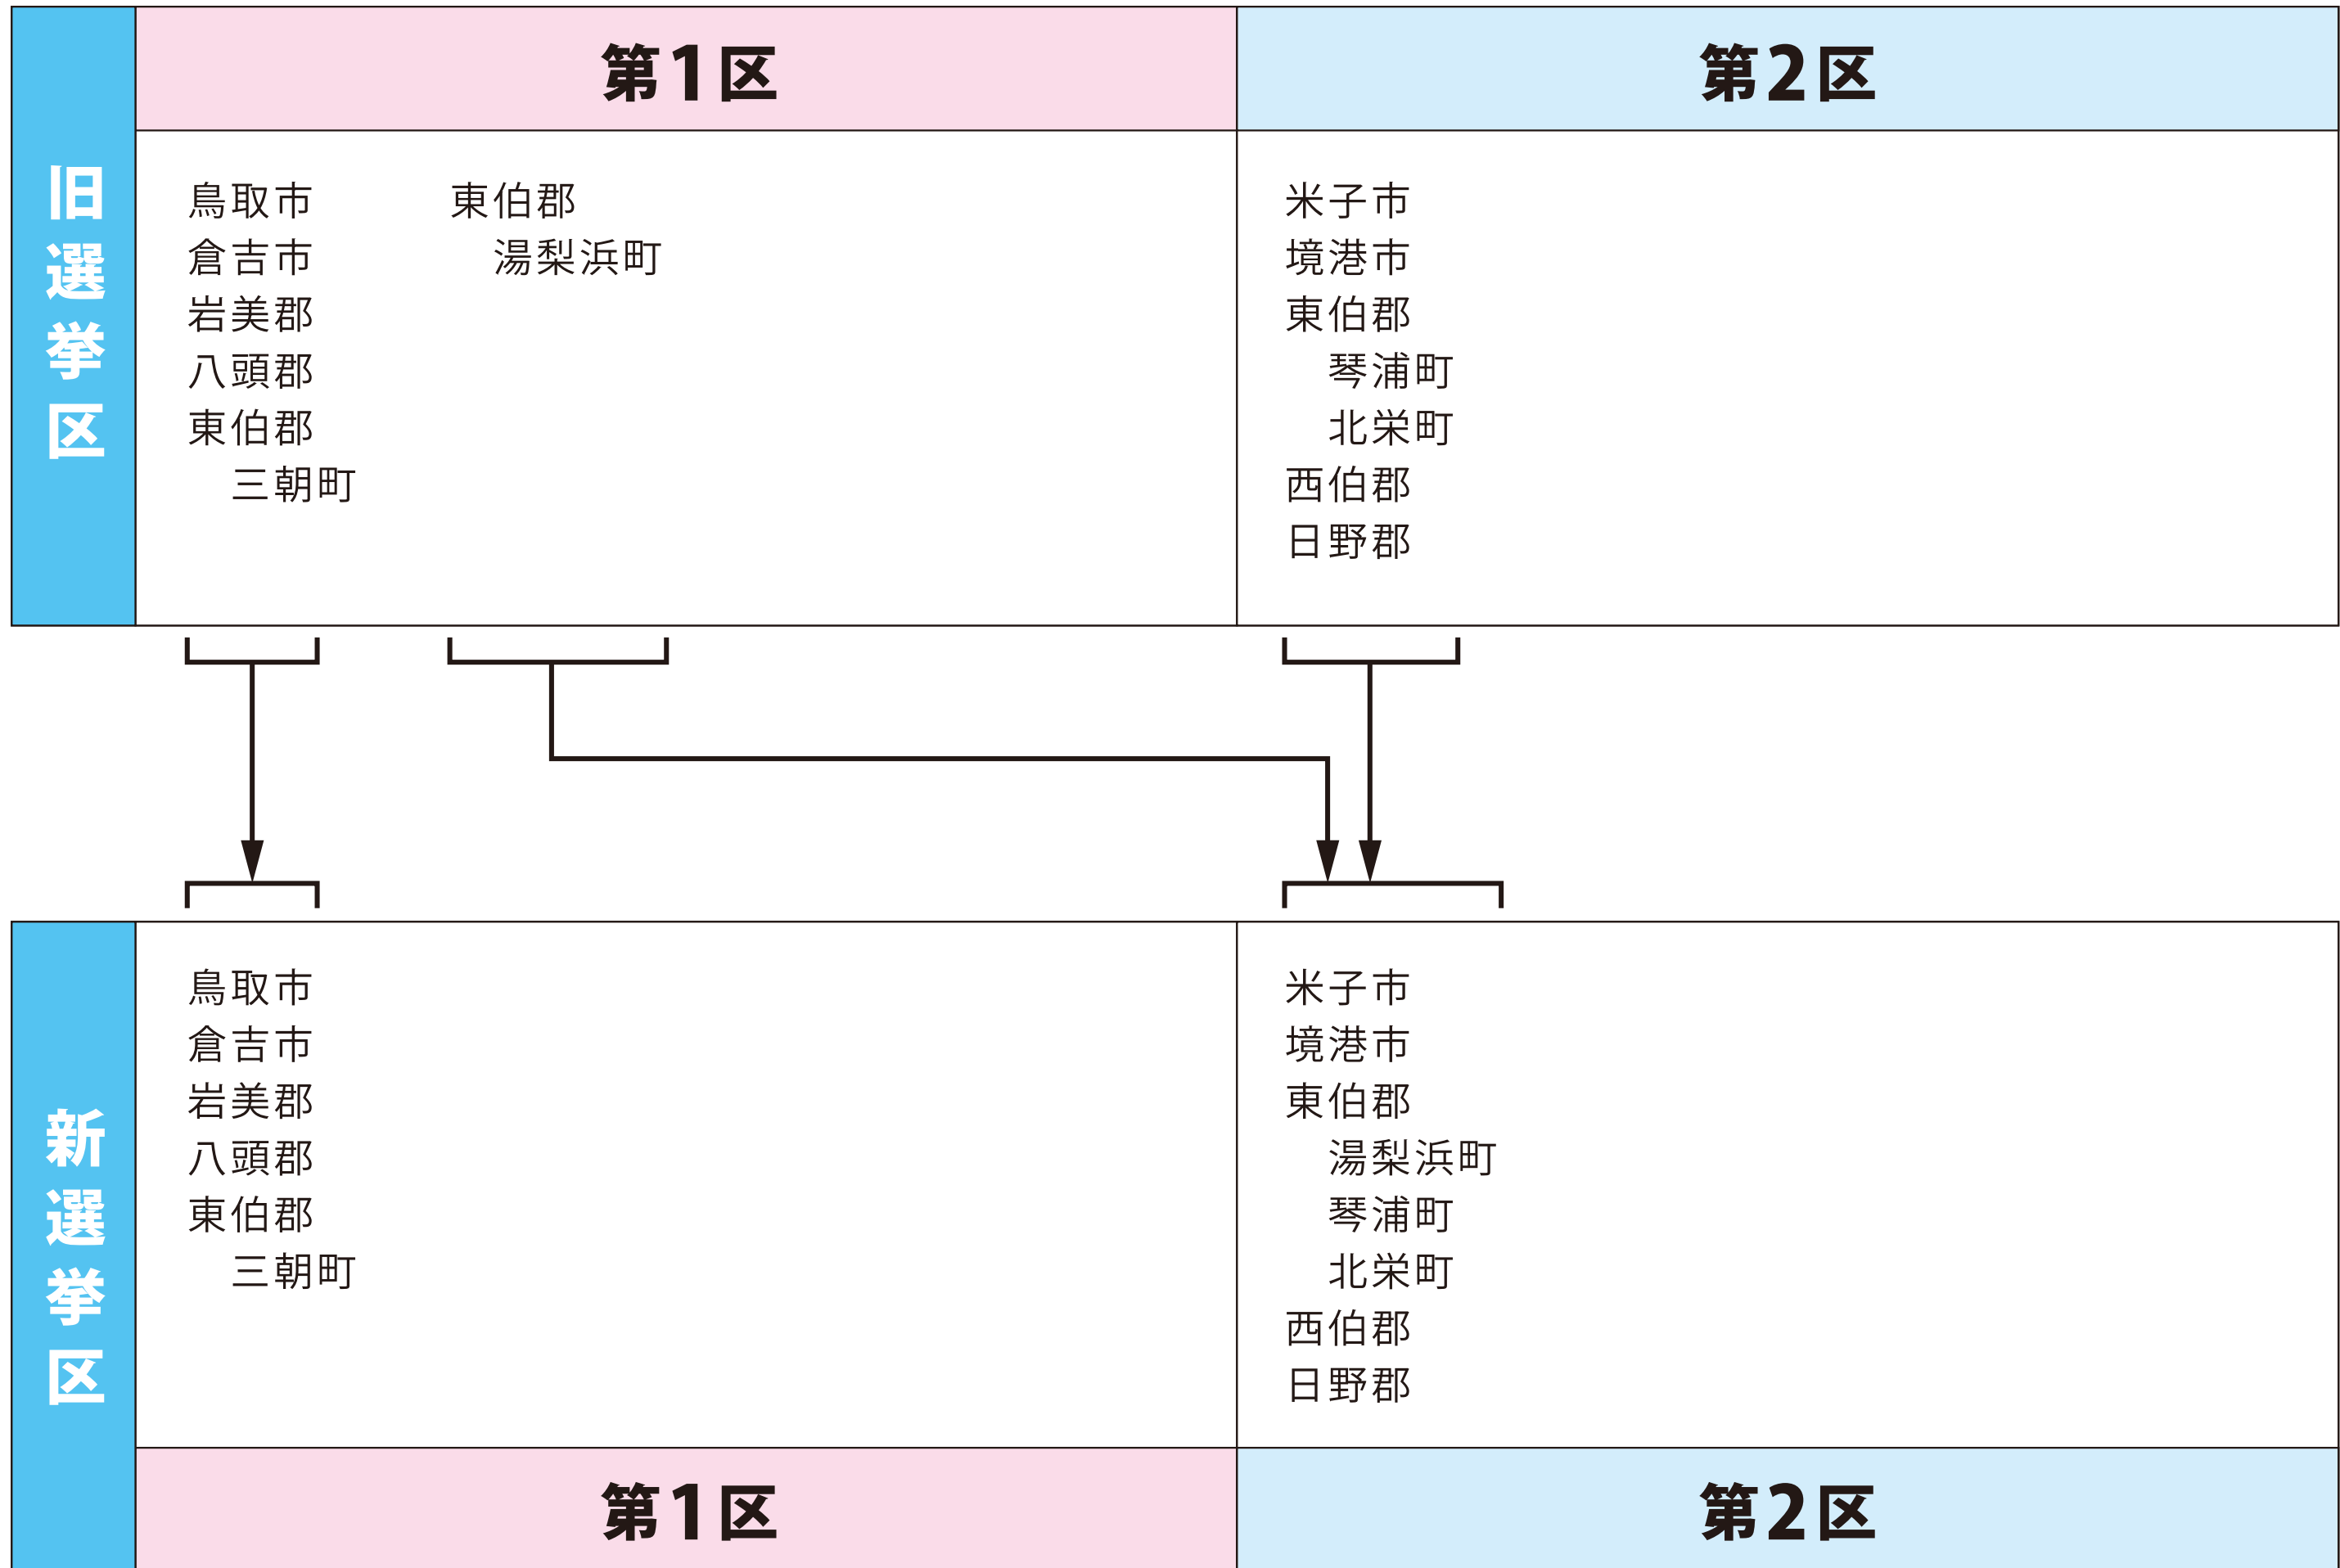 旧選挙区
第1区
鳥取市
倉吉市
岩美郡
八頭郡
東伯郡
三朝町
東伯郡
湯梨浜町
第2区
米子市
境港市
東伯郡
琴浦町
北栄町
西伯郡
日野郡
新選挙区
鳥取市
倉吉市
岩美郡
八頭郡
東伯郡
三朝町
第1区
米子市
境港市
東伯郡
湯梨浜町
琴浦町
北栄町
西伯郡
日野郡
第2区